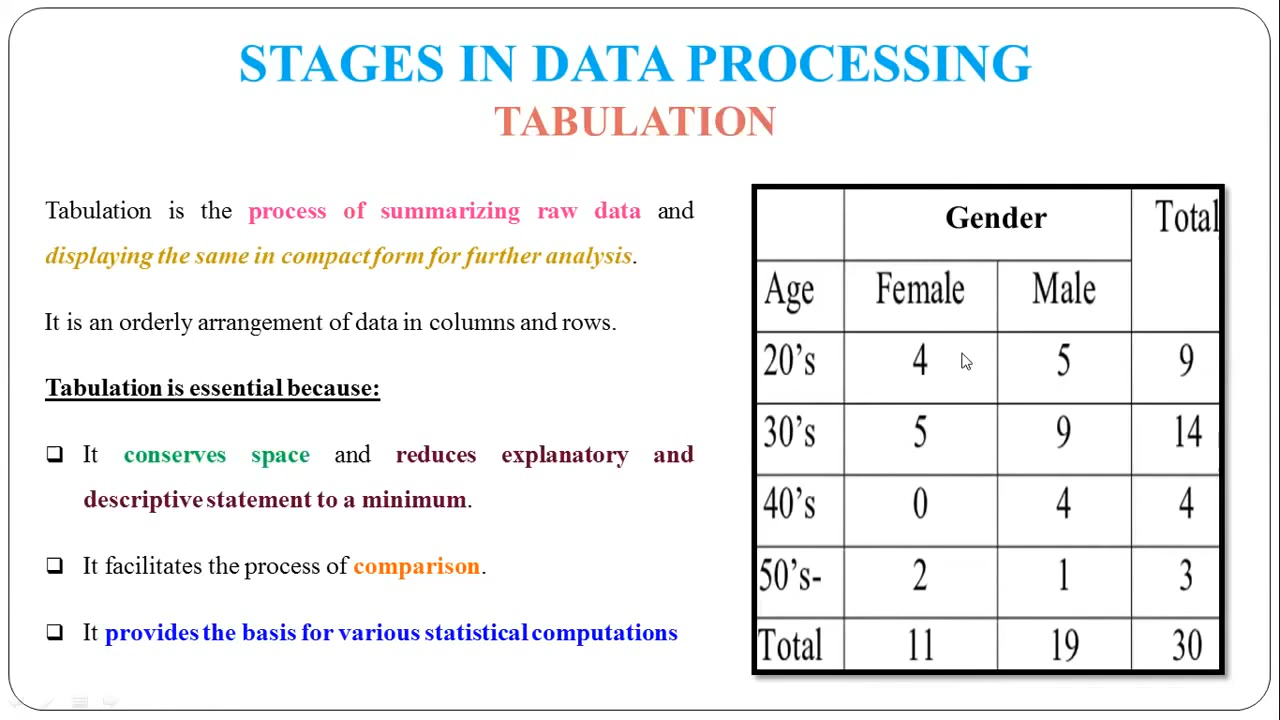 STAGES IN DATA PROCESSING
TABULATION
Tabulation is the process of summarizing raw data and
displaying the same in compact form for further analysis.
It is an orderly arrangement of data in columns and rows.
Tabulation is essential because:
It conserves space and reduces explanatory and
descriptive statement to a minimum.
It facilitates the process of comparison.
It provides the basis for various statistical computations
Gender Total
Age Female Male
20’s 4 5 9
30’s 5 9 14
40’s 0 4 4
50’s- 2 1 3
Total 11 19 30